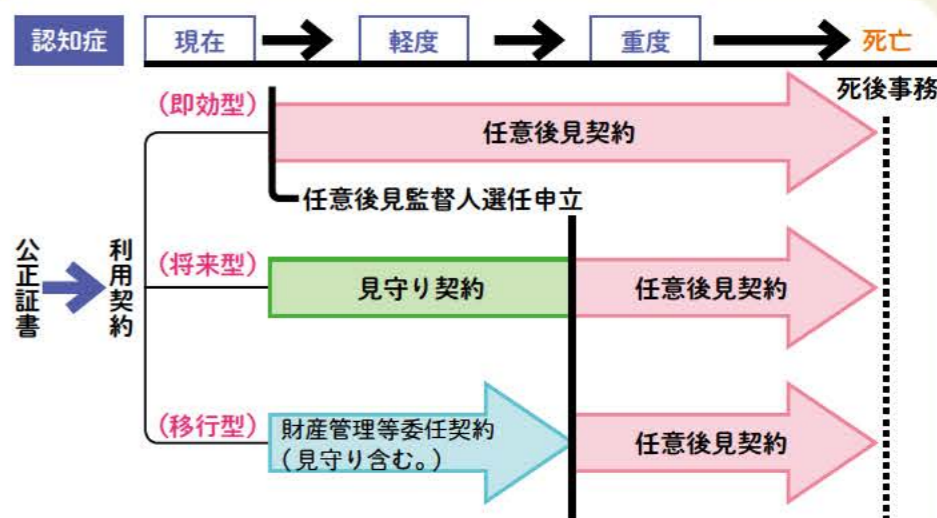 認知症
現在
軽度
重度
死亡
死後事務
(即効型)
任意後見契約
任意後見監督人選任申立
公正証書
利用契約
(将来型)
見守り契約
任意後見契約
(移行型)
財産管理等委任契約
(見守り含む。)
任意後見契約